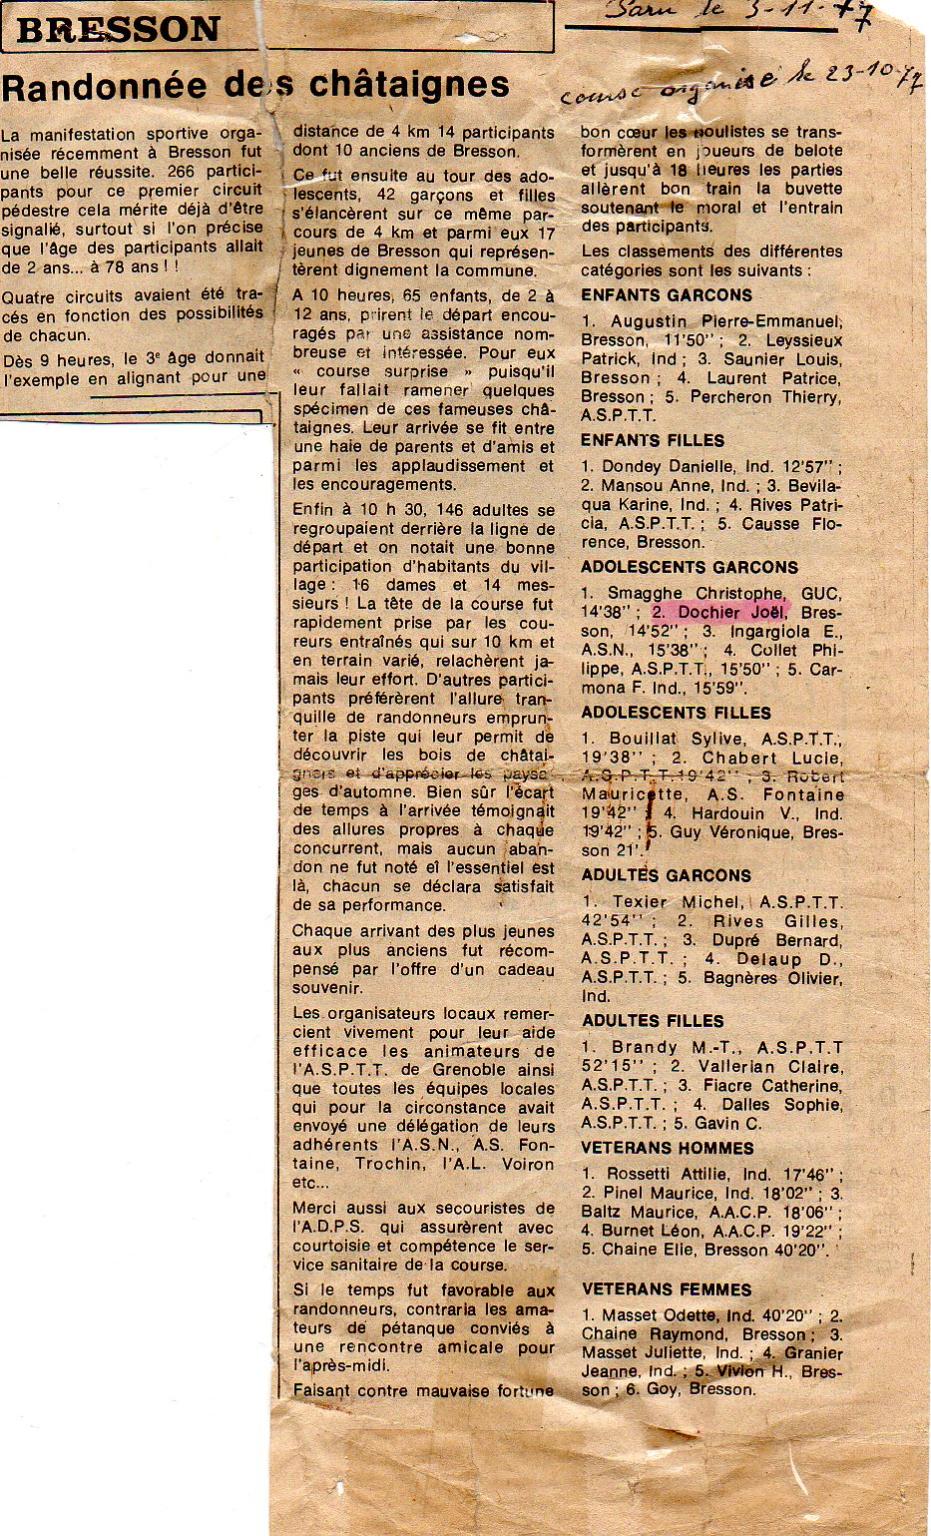 BRESSON
Paru le 3-11-77
Randonnée des châtaignes
course organisé le 23-10-77
La manifestation sportive orga-
nisée récemment à Bresson fut
une belle réussite. 266 partici-
pants pour ce premier circuit
pédestre cela mérite déjà d'être
signalié, surtout si l'on précise
que l'âge des participants allait
de 2 ans... à 78 ans ! !
Quatre circuits avaient été tra-
cés en fonction des possibilités
de chacun.
Dès 9 heures, le 3e âge donnait
l'exemple en alignant pour une
distance de 4 km 14 participants
dont 10 anciens de Bresson.
Ce fut ensuite au tour des ado-
lescents, 42 garçons et filles
s'élancèrent sur ce même par-
cours de 4 km et parmi eux 17
jeunes de Bresson qui représen-
tèrent dignement la commune.
A 10 heures, 65 enfants, de 2 à
12 ans, prirent le départ encou-
ragés par une assistance nom-
breuse et intéressée. Pour eux
« course surprise » puisqu'il
leur fallait ramener quelques
spécimen de ces fameuses châ-
taignes. Leur arrivée se fit entre
une haie de parents et d'amis et
parmi les applaudissement et
les encouragements.
Enfin à 10 h 30, 146 adultes se
regroupaient derrière la ligne de
départ et on notait une bonne
participation d'habitants du vil-
lage : 16 dames et 14 mes-
sieurs ! La tête de la course fut
rapidement prise par les cou-
reurs entraînés qui sur 10 km et
en terrain varié, relachèrent ja-
mais leur effort. D'autres partici-
pants préférèrent l'allure tran-
quille de randonneurs emprun-
ter la piste qui leur permit de
découvrir les bois de châtai-
gniers et d'apprécier les paysa-
ges d'automne. Bien sûr l'écart
de temps à l'arrivée témoignait
des allures propres à chaque
concurrent, mais aucun aban-
don ne fut noté eî l'essentiel est
là, chacun se déclara satisfait
de sa performance.
Chaque arrivant des plus jeunes
aux plus anciens fut récom-
pensé par l'offre d'un cadeau
souvenir.
Les organisateurs locaux remer-
cient vivement pour leur aide
efficace les animateurs de
l'A.S.P.T.T. de Grenoble ainsi
que toutes les équipes locales
qui pour la circonstance avait
envoyé une délégation de leurs
adhérents l'A.S.N., A.S. Fon-
taine, Trochin, l'A.L. Voiron
etc...
Merci aussi aux secouristes de
l'A.D.P.S. qui assurèrent avec
courtoisie et compétence le ser-
vice sanitaire de la course.
Si le temps fut favorable aux
randonneurs, contraria les ama-
teurs de pétanque conviés à
une rencontre amicale pour
l'après-midi.
Faisant contre mauvaise fortune
bon cœur les boulistes se trans-
formèrent en joueurs de belote
et jusqu'à 18 heures les parties
allèrent bon train la buvette
soutenant le moral et l'entrain
des participants.
Les classements des différentes
catégories sont les suivants :
ENFANTS GARCONS
1. Augustin Pierre-Emmanuel,
Bresson, 11'50'' ; 2. Leyssieux
Patrick, Ind ; 3. Saunier Louis,
Bresson ; 4. Laurent Patrice,
Bresson ; 5. Percheron Thierry,
A.S.P.T.T.
ENFANTS FILLES
1. Dondey Danielle, Ind. 12'57'' ;
2. Mansou Anne, Ind. ; 3. Bevila-
qua Karine, Ind. ; 4. Rives Patri-
cia, A.S.P.T.T. ; 5. Causse Flo-
rence, Bresson.
ADOLESCENTS GARCONS
1. Smagghe Christophe, GUC,
14'38'' ; 2. Dochier Joël, Bres-
son, 14'52'' ; 3. Ingargiola E.,
A.S.N., 15'38'' ; 4. Collet Phi-
lippe, A.S.P.T.T., 15'50'' ; 5. Car-
mona F. Ind., 15'59''.
ADOLESCENTS FILLES
1. Bouillat Sylive, A.S.P.T.T.,
19'38'' ; 2. Chabert Lucie,
A.S.P.T.T. 19'42'' ; 3. Robert
Mauricette, A.S. Fontaine
19'42'' ; 4. Hardouin V., Ind.
19'42'' ; 5. Guy Véronique, Bres-
son 21'.
ADULTES GARCONS
1. Texier Michel, A.S.P.T.T.
42'54'' ; 2. Rives Gilles,
A.S.P.T.T. ; 3. Dupré Bernard,
A.S.P.T.T. ; 4. Delaup D.,
A.S.P.T.T. ; 5. Bagnères Olivier,
Ind.
ADULTES FILLES
1. Brandy M.-T., A.S.P.T.T
52'15'' ; 2. Vallerian Claire,
A.S.P.T.T. ; 3. Fiacre Catherine,
A.S.P.T.T. ; 4. Dalles Sophie,
A.S.P.T.T. ; 5. Gavin C.
VETERANS HOMMES
1. Rossetti Attilie, Ind. 17'46'' ;
2. Pinel Maurice, Ind. 18'02'' ; 3.
Baltz Maurice, A.A.C.P. 18'06'' ;
4. Burnet Léon, A.A.C.P. 19'22'' ;
5. Chaine Elie, Bresson 40'20''.
VETERANS FEMMES
1. Masset Odette, Ind. 40'20'' ; 2.
Chaine Raymond, Bresson ; 3.
Masset Juliette, Ind. ; 4. Granier
Jeanne, Ind. ; 5. Vivion H., Bres-
son ; 6. Goy, Bresson.